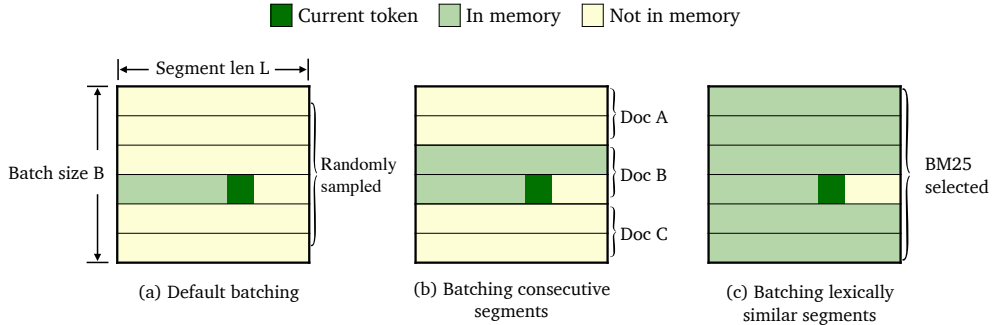 Current token In memory Not in memory
Segment len L
Batch size B
Randomly
sampled
(a) Default batching
Doc A
Doc B
Doc C
(b) Batching consecutive
segments
BM25
selected
(c) Batching lexically
similar segments